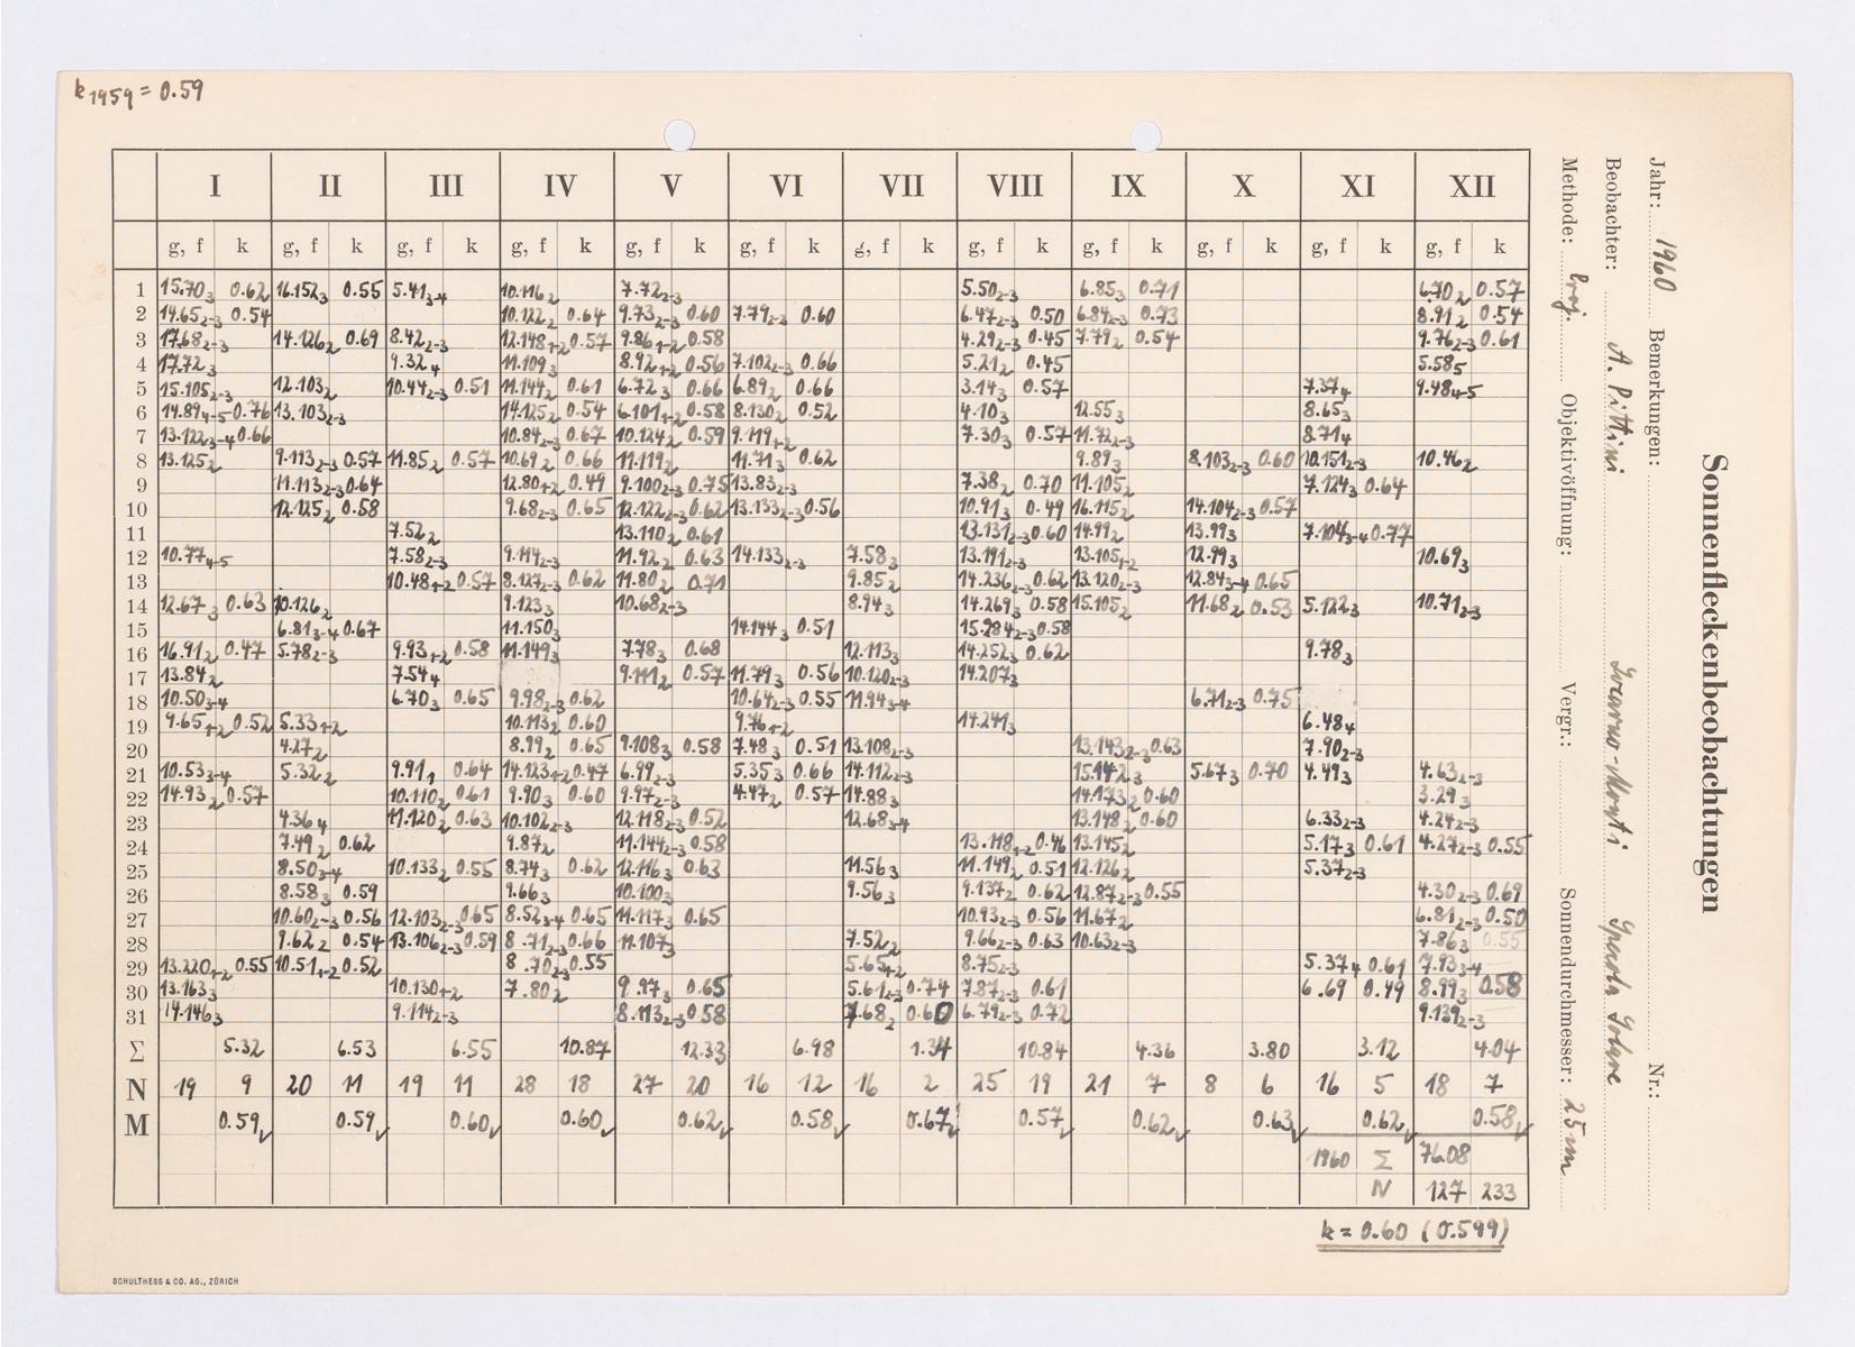 k1959 = 0.59
Sonnenfleckenbeobachtungen
Jahr: 1960 Bemerkungen: Nr.:
Beobachter: A. Pittini Locarno-Monti Specola Solare
Methode: Proj. Objektivöffnung: Vergr.: Sonnendurchmesser: 25 cm
I II III IV V VI VII VIII IX X XI XII
g, f k g, f k g, f k g, f k g, f k g, f k g, f k g, f k g, f k g, f k g, f k g, f k
1 15.70₃ 0.62 16.152₃ 0.55 5.41₃₋₄ 10.116₂ 7.72₂₋₃ 5.50₂₋₃ 6.85₃ 0.71 6.70₂ 0.57
2 14.65₂₋₃ 0.54 10.122₂ 0.64 9.73₂₋₃ 0.60 7.79₂₋₃ 0.60 6.47₂₋₃ 0.50 6.84₂₋₃ 0.73 8.91₂ 0.54
3 17.68₂₋₃ 14.126₂ 0.69 8.42₂₋₃ 12.148₁₊₂ 0.57 9.86₁₊₂ 0.58 4.29₂₋₃ 0.45 7.79₂ 0.54 9.76₂₋₃ 0.61
4 17.72₃ 9.32₄ 11.109₃ 8.92₁₊₂ 0.56 7.102₂₋₃ 0.66 5.21₂ 0.45 5.58₅
5 15.105₂₋₃ 12.103₂ 10.44₂₋₃ 0.51 11.144₂ 0.61 6.72₃ 0.66 6.89₂ 0.66 3.14₃ 0.57 7.37₄ 9.48₄₋₅
6 14.89₄₋₅ 0.76 13.103₂₋₃ 14.125₂ 0.54 6.101₁₊₂ 0.58 8.130₂ 0.52 4.10₃ 12.55₃ 8.65₃
7 13.122₃₋₄ 0.66 10.84₂₋₃ 0.67 10.124₂ 0.59 9.119₁₊₂ 7.30₃ 0.57 11.72₂₋₃ 8.71₄
8 13.125₂ 9.113₂₋₃ 0.57 11.85₂ 0.57 10.69₂ 0.66 11.119₂ 11.71₃ 0.62 9.89₃ 8.103₂₋₃ 0.60 10.151₂₋₃ 10.46₂
9 11.113₂₋₃ 0.64 12.80₁₊₂ 0.49 9.100₂₋₃ 0.75 13.83₂₋₃ 7.38₂ 0.70 11.105₂ 7.124₃ 0.64
10 12.125₂ 0.58 9.68₂₋₃ 0.65 12.122₂₋₃ 0.62 13.133₂₋₃ 0.56 10.91₃ 0.49 16.115₂ 14.104₂₋₃ 0.57
11 7.52₂ 13.110₂ 0.61 13.131₂₋₃ 0.60 14.99₂ 13.99₃ 7.104₃₋₄ 0.77
12 10.77₄₋₅ 7.58₂₋₃ 9.114₂₋₃ 11.92₂ 0.63 14.133₂₋₃ 7.58₃ 13.191₂₋₃ 13.105₁₊₂ 12.99₃ 10.69₃
13 10.48₁₊₂ 0.57 8.127₂₋₃ 0.62 11.80₂ 0.71 9.85₂ 14.236₂₋₃ 0.62 13.120₂₋₃ 12.84₃₋₄ 0.65
14 12.67₃ 0.63 10.126₂ 9.123₃ 10.68₂₋₃ 8.94₃ 14.269₃ 0.58 15.105₂ 11.68₂ 0.53 5.122₃ 10.71₂₋₃
15 6.81₃₋₄ 0.67 11.150₃ 14.144₃ 0.51 15.284₂₋₃ 0.58
16 16.91₂ 0.47 5.78₂₋₃ 9.93₁₊₂ 0.58 11.149₃ 7.78₃ 0.68 12.113₃ 14.252₃ 0.62 9.78₃
17 13.84₂ 7.54₄ 9.111₂ 0.57 11.79₃ 0.56 10.120₂₋₃ 14.207₃
18 10.50₃₋₄ 6.70₃ 0.65 9.98₂₋₃ 0.62 10.64₂₋₃ 0.55 11.94₃₋₄ 6.71₂₋₃ 0.75
19 9.65₁₊₂ 0.52 5.33₁₊₂ 10.113₂ 0.60 9.76₁₊₂ 14.241₃ 6.48₄
20 4.27₂ 8.99₂ 0.65 9.108₃ 0.58 7.48₃ 0.51 13.108₂₋₃ 13.143₂₋₃ 0.63 7.90₂₋₃
21 10.53₃₋₄ 5.32₂ 9.91₁ 0.64 14.123₁₊₂ 0.47 6.99₂₋₃ 5.35₃ 0.66 14.112₂₋₃ 15.142₃ 5.67₃ 0.70 4.49₃ 4.63₂₋₃
22 14.93₂ 0.57 10.110₂ 0.61 9.90₃ 0.60 9.97₂₋₃ 4.47₂ 0.57 14.88₃ 14.173₂ 0.60 3.29₃
23 4.36₄ 11.120₂ 0.63 10.102₂₋₃ 12.118₂₋₃ 0.52 12.68₃₋₄ 13.148₂ 0.60 6.33₂₋₃ 4.24₂₋₃
24 7.49₂ 0.62 9.87₂ 11.144₂₋₃ 0.58 13.118₁₊₂ 0.46 13.145₂ 5.17₃ 0.61 4.27₂₋₃ 0.55
25 8.50₃₋₄ 10.133₂ 0.55 8.74₃ 0.62 12.116₃ 0.63 11.56₃ 11.149₂ 0.51 12.126₂ 5.37₂₋₃
26 8.58₃ 0.59 9.66₃ 10.100₃ 9.56₃ 9.137₂ 0.62 12.87₂₋₃ 0.55 4.30₂₋₃ 0.69
27 10.60₂₋₃ 0.56 12.103₂₋₃ 0.65 8.52₃₋₄ 0.65 11.117₃ 0.65 10.93₂₋₃ 0.56 11.67₂ 6.81₂₋₃ 0.50
28 9.62₂ 0.54 13.106₂₋₃ 0.59 8.71₂₋₃ 0.66 11.107₃ 7.52₂ 9.66₂₋₃ 0.63 10.63₂₋₃ 7.86₃ 0.55
29 13.220₁₊₂ 0.55 10.51₁₋₂ 0.52 8.70₂₋₃ 0.55 5.65₁₊₂ 8.75₂₋₃ 5.37₄ 0.61 7.93₃₋₄
30 13.163₃ 10.130₁₊₂ 7.80₂ 9.97₃ 0.65 5.61₂₋₃ 0.74 7.87₂₋₃ 0.61 6.69 0.49 8.99₃ 0.58
31 14.146₃ 9.114₂₋₃ 8.113₂₋₃ 0.58 7.68₂ 0.60 6.79₂₋₃ 0.72 9.139₂₋₃
Σ 5.32 6.53 6.55 10.87 12.33 6.98 1.34 10.84 4.36 3.80 3.12 4.04
N 19 9 20 11 19 11 28 18 27 20 16 12 16 2 25 19 21 7 8 6 16 5 18 7
M 0.59✓ 0.59✓ 0.60✓ 0.60✓ 0.62✓ 0.58✓ 0.67✓ 0.57✓ 0.62✓ 0.63✓ 0.62✓ 0.58✓
1960 Σ 76.08
N 127 233
k = 0.60 (0.599)
SCHULTHESS & CO. AG., ZÜRICH